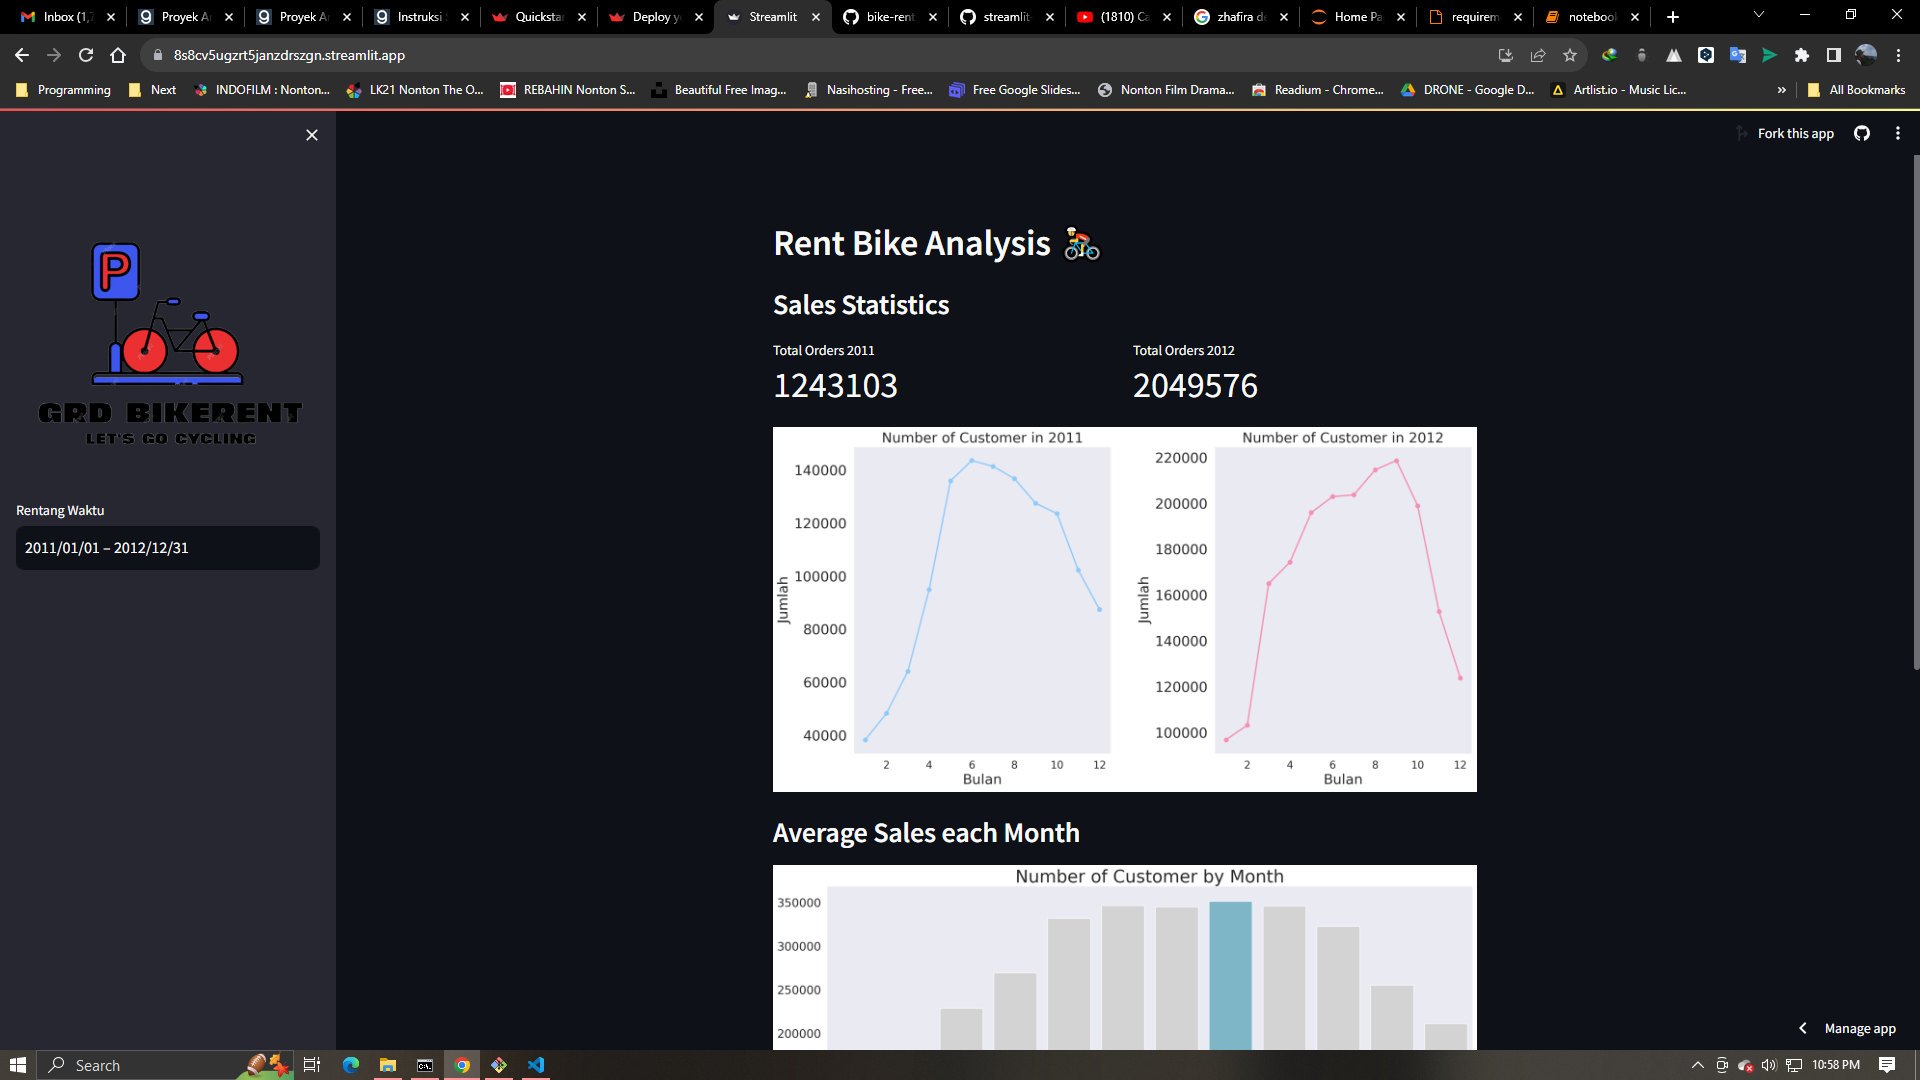 Inbox (1,
Proyek A
Proyek A
Instruksi
Quickstar
Deploy y
Streamlit
bike-rent
streamlit
(1810) C
zhafira d
Home Pa
requirem
noteboo
8s8cv5ugzrt5janzdrszgn.streamlit.app
Programming
Next
INDOFILM : Nonton...
LK21 Nonton The O...
REBAHIN Nonton S...
Beautiful Free Imag...
Nasihosting - Free...
Free Google Slides...
Nonton Film Drama...
Readium - Chrome...
DRONE - Google D...
Artlist.io - Music Lic...
»
All Bookmarks
Fork this app
P
GRD BIKERENT
LET'S GO CYCLING
Rentang Waktu
2011/01/01 – 2012/12/31
Rent Bike Analysis
Sales Statistics
Total Orders 2011
1243103
Total Orders 2012
2049576
Number of Customer in 2011
140000
120000
100000
80000
60000
40000
Jumlah
2 4 6 8 10 12
Bulan
Number of Customer in 2012
220000
200000
180000
160000
140000
120000
100000
Jumlah
2 4 6 8 10 12
Bulan
Average Sales each Month
Number of Customer by Month
350000
300000
250000
200000
Manage app
Search
10:58 PM